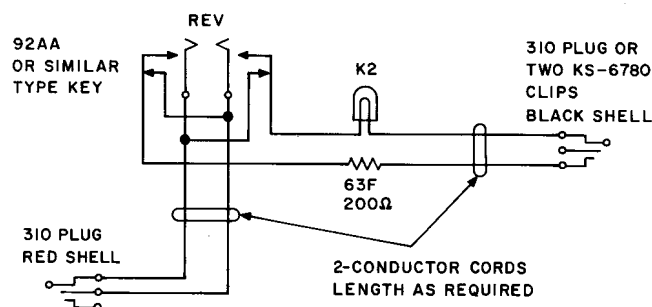 REV
92AA
OR SIMILAR
TYPE KEY
K2
310 PLUG OR
TWO KS-6780
CLIPS
BLACK SHELL
63F
200Ω
310 PLUG
RED SHELL
2-CONDUCTOR CORDS
LENGTH AS REQUIRED